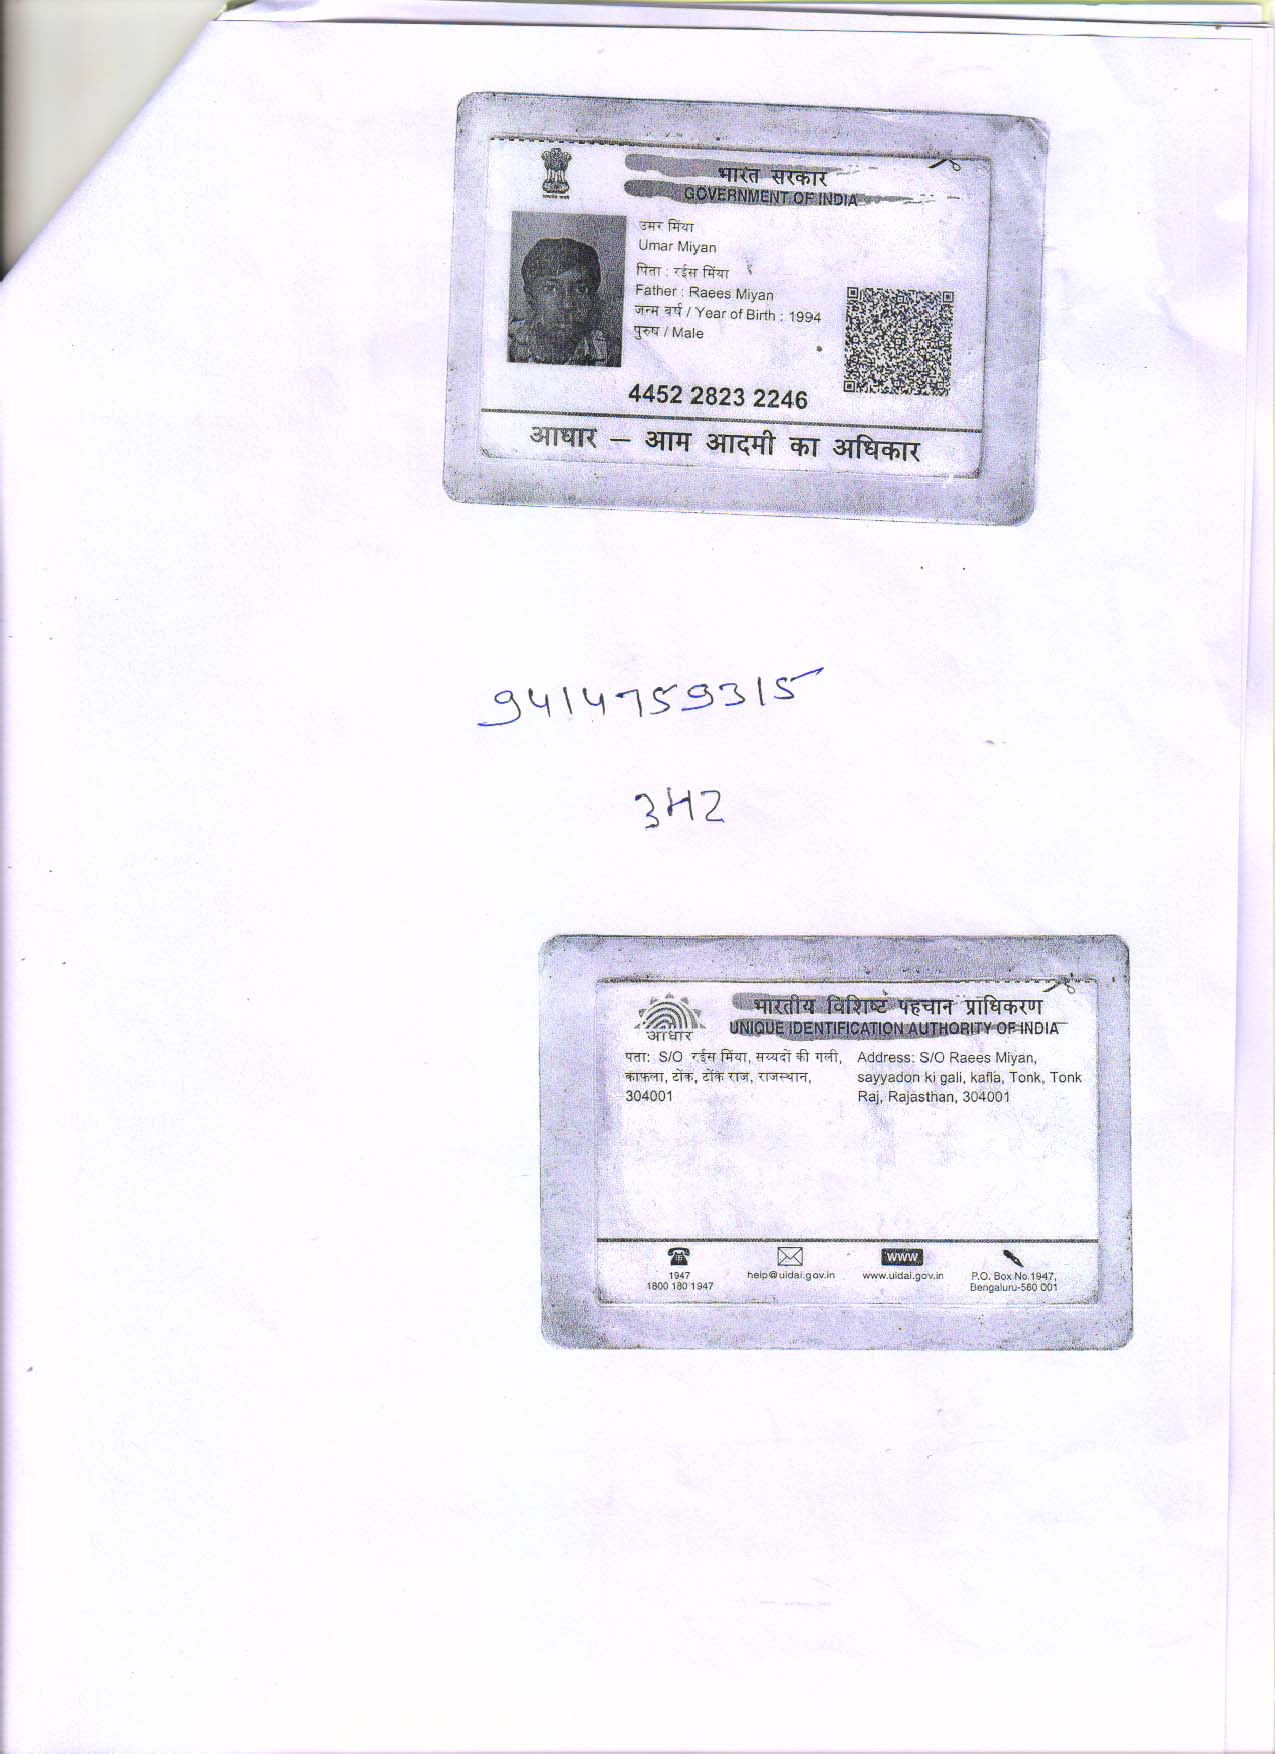 भारत सरकार
GOVERNMENT OF INDIA
उमर मिंया
Umar Miyan
पिता : रईस मिंया
Father : Raees Miyan
जन्म वर्ष / Year of Birth : 1994
पुरुष / Male
4452 2823 2246
आधार – आम आदमी का अधिकार
9414759315
उमर
भारतीय विशिष्ट पहचान प्राधिकरण
UNIQUE IDENTIFICATION AUTHORITY OF INDIA
आधार
पता: S/O रईस मिंया, सय्यदों की गली,
काफला, टोंक, टोंक राज, राजस्थान,
304001
Address: S/O Raees Miyan,
sayyadon ki gali, kafla, Tonk, Tonk
Raj, Rajasthan, 304001
1947
1800 180 1947
help@uidai.gov.in
www
www.uidai.gov.in
P.O. Box No.1947,
Bengaluru-560 001